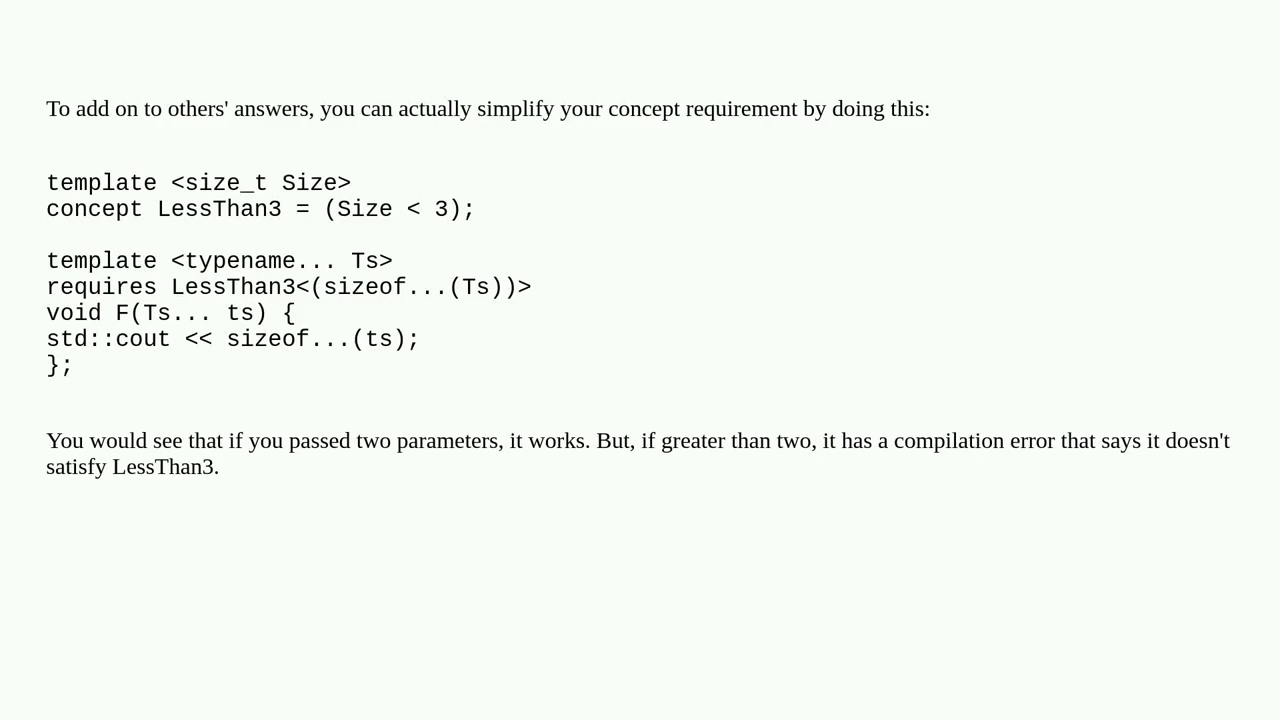 To add on to others' answers, you can actually simplify your concept requirement by doing this:
template <size_t Size>
concept LessThan3 = (Size < 3);
template <typename... Ts>
requires LessThan3<(sizeof...(Ts))>
void F(Ts... ts) {
std::cout << sizeof...(ts);
};
You would see that if you passed two parameters, it works. But, if greater than two, it has a compilation error that says it doesn't
satisfy LessThan3.